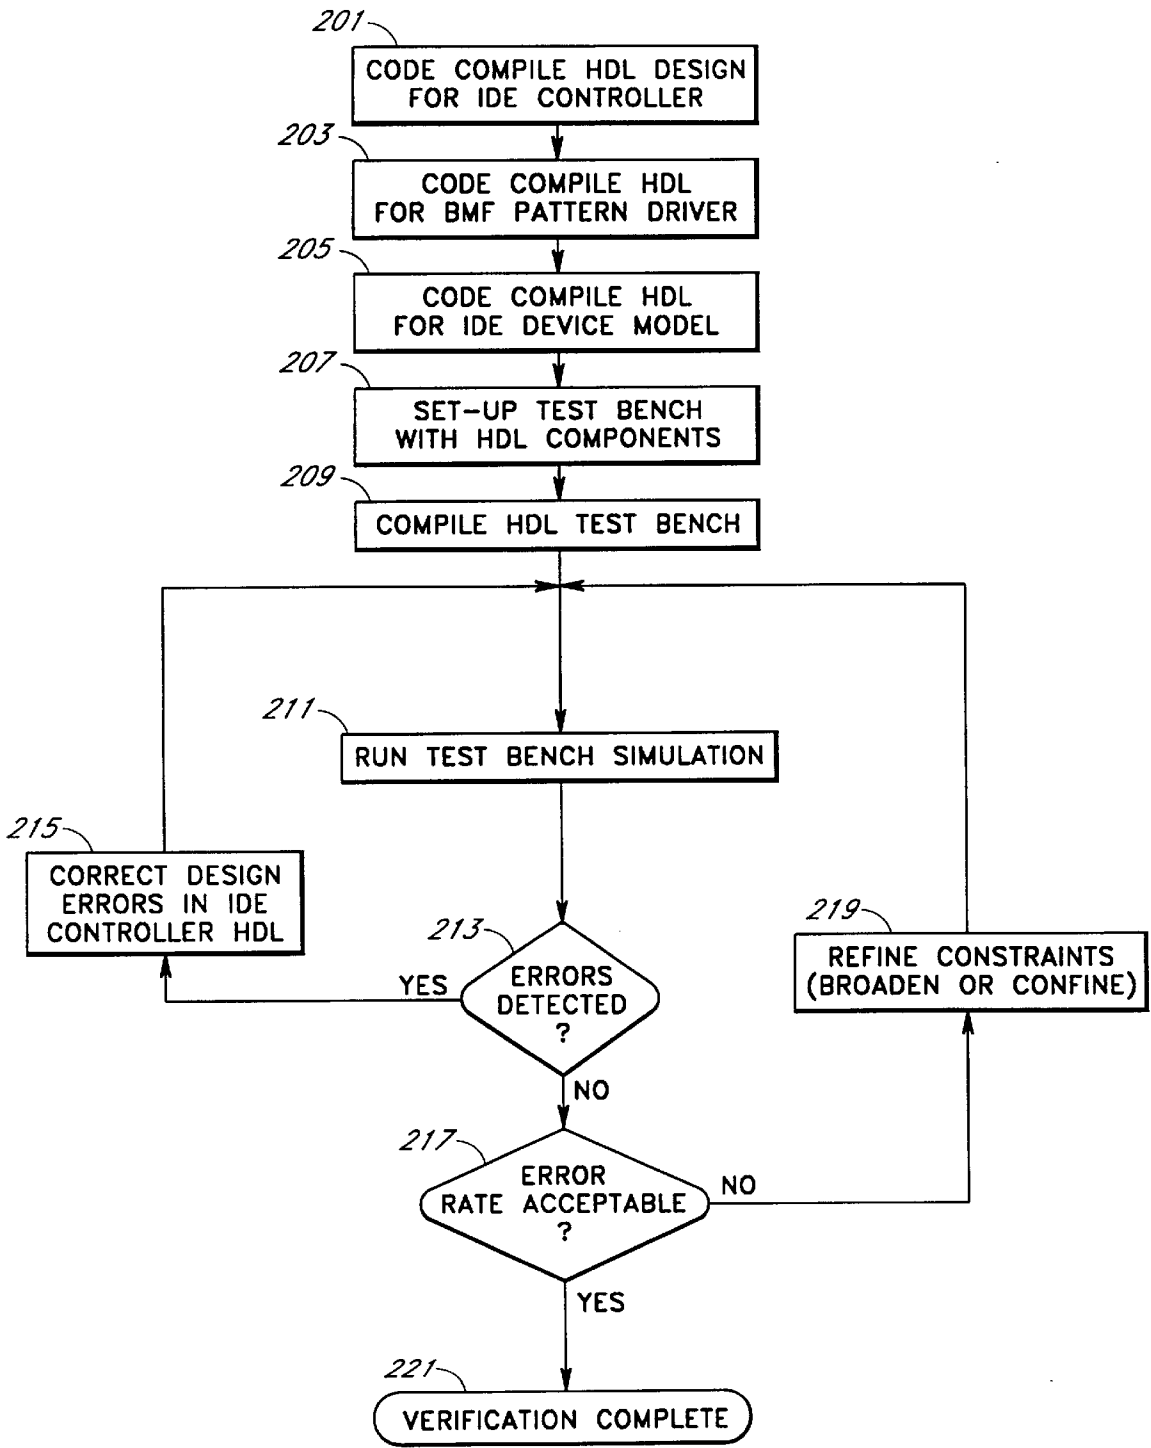 201
CODE COMPILE HDL DESIGN
FOR IDE CONTROLLER
203
CODE COMPILE HDL
FOR BMF PATTERN DRIVER
205
CODE COMPILE HDL
FOR IDE DEVICE MODEL
207
SET-UP TEST BENCH
WITH HDL COMPONENTS
209
COMPILE HDL TEST BENCH
211
RUN TEST BENCH SIMULATION
215
CORRECT DESIGN
ERRORS IN IDE
CONTROLLER HDL
213
ERRORS
DETECTED
?
YES
NO
219
REFINE CONSTRAINTS
(BROADEN OR CONFINE)
217
ERROR
RATE ACCEPTABLE
?
NO
YES
221
VERIFICATION COMPLETE